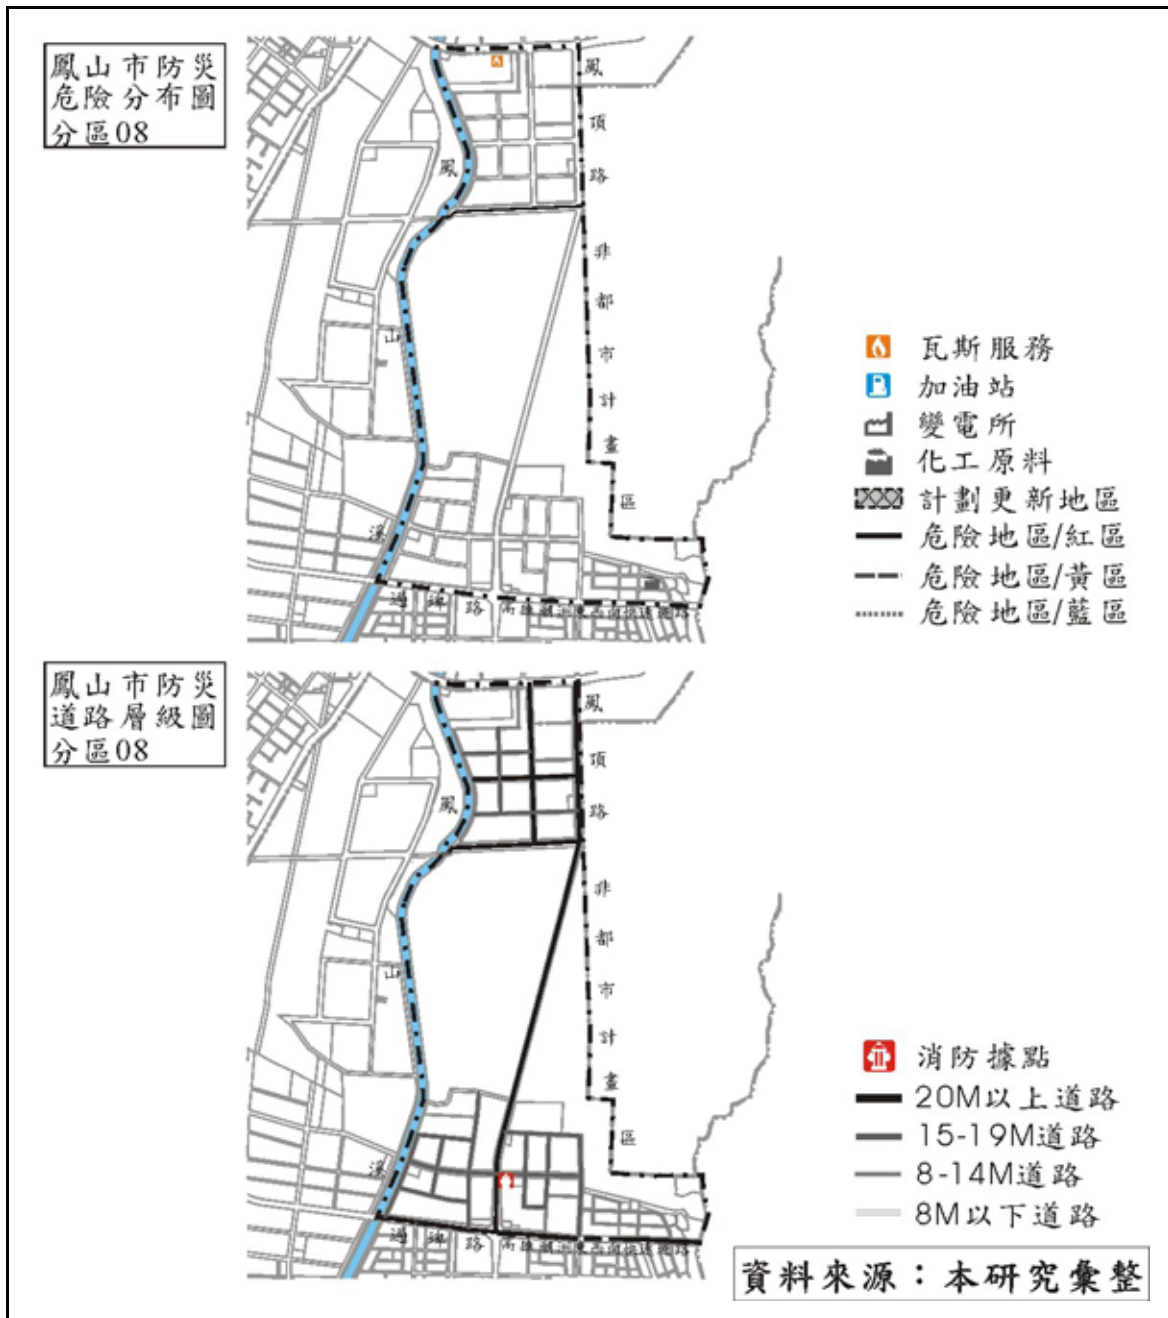 鳳山市防災
危險分布圖
分區08
鳳頂路
非都市計畫區
鳳山溪
過埤路
瓦斯服務
加油站
變電所
化工原料
計劃更新地區
危險地區/紅區
危險地區/黃區
危險地區/藍區
鳳山市防災
道路層級圖
分區08
鳳頂路
非都市計畫區
鳳山溪
過埤路
消防據點
20M以上道路
15-19M道路
8-14M道路
8M以下道路
資料來源：本研究彙整